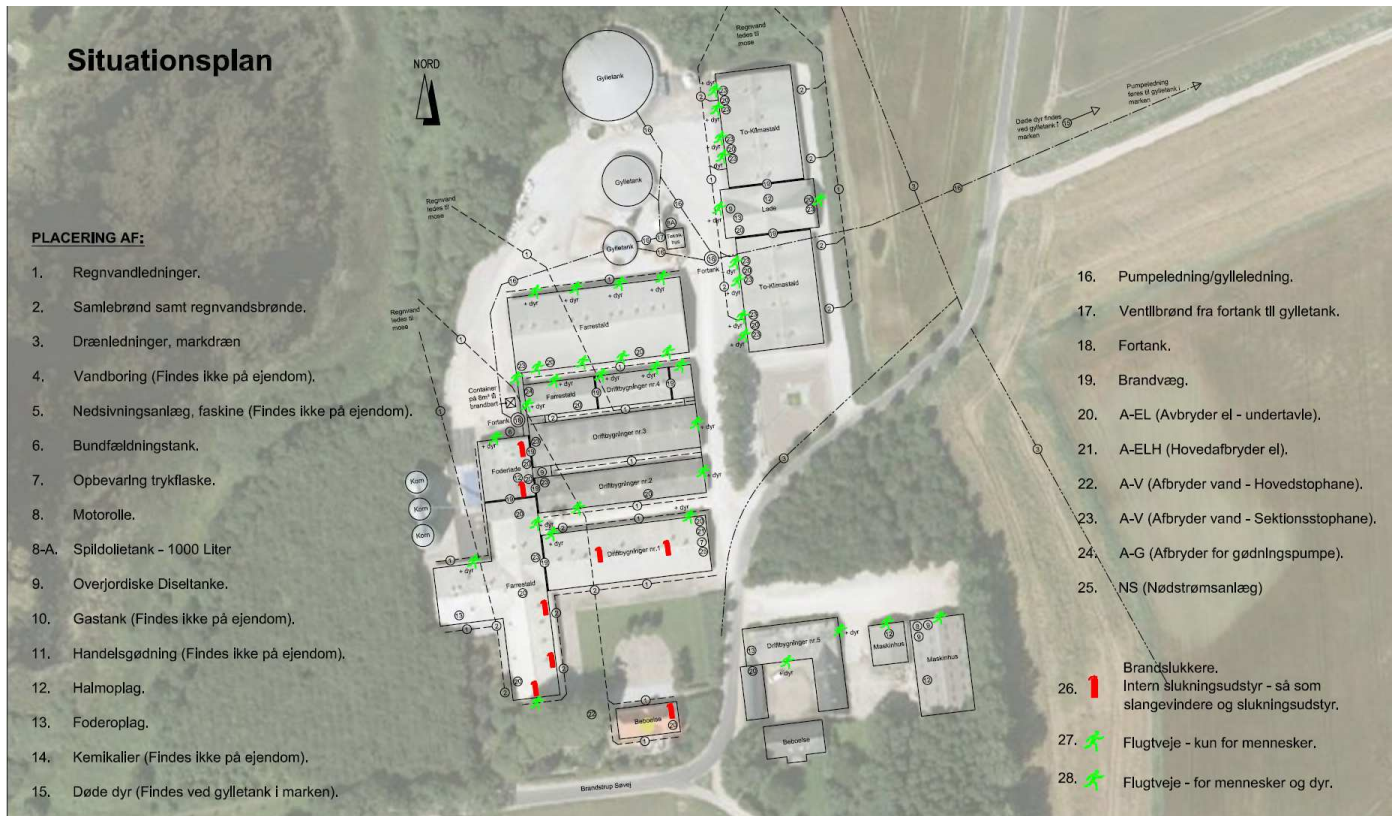 Situationsplan
NORD
PLACERING AF:
1. Regnvandledninger.
2. Samlebrønd samt regnvandsbrønde.
3. Drænledninger, markdræn
4. Vandboring (Findes ikke på ejendom).
5. Nedsivningsanlæg, faskine (Findes ikke på ejendom).
6. Bundfældningstank.
7. Opbevaring trykflaske.
8. Motorolle.
8-A. Spildolietank - 1000 Liter
9. Overjordiske Diseltanke.
10. Gastank (Findes ikke på ejendom).
11. Handelsgødning (Findes ikke på ejendom).
12. Halmoplag.
13. Foderoplag.
14. Kemikalier (Findes ikke på ejendom).
15. Døde dyr (Findes ved gylletank i marken).
16. Pumpeledning/gylleledning.
17. Ventilbrønd fra fortank til gylletank.
18. Fortank.
19. Brandvæg.
20. A-EL (Avbryder el - undertavle).
21. A-ELH (Hovedafbryder el).
22. A-V (Afbryder vand - Hovedstophane).
23. A-V (Afbryder vand - Sektionsstophane).
24. A-G (Afbryder for gødningspumpe).
25. NS (Nødstrømsanlæg)
26. Brandslukkere.
Intern slukningsudstyr - så som
slangevindere og slukningsudstyr.
27. Flugtveje - kun for mennesker.
28. Flugtveje - for mennesker og dyr.
Regnvand
ledes til
mose
Gylletank
Gylletank
Gylletank
Fortank
To-Klimastald
Lade
To-Klimastald
Pumpeledning
føres til gylletank i
marken
Døde dyr findes
ved gylletank i
marken
Regnvand
ledes til
mose
Regnvand
ledes til
mose
Farrestald
Container
på 8m³ til
brandbart
Fortank
Farrestald
Driftbygninger nr.4
Driftbygninger nr.3
Foderlade
Driftbygninger nr.2
Korn
Korn
Korn
Driftbygninger nr.1
Farrestald
Beboelse
Driftbygninger nr.5
+ dyr
Maskinhus
Maskinhus
Beboelse
Brandstrup Søvej